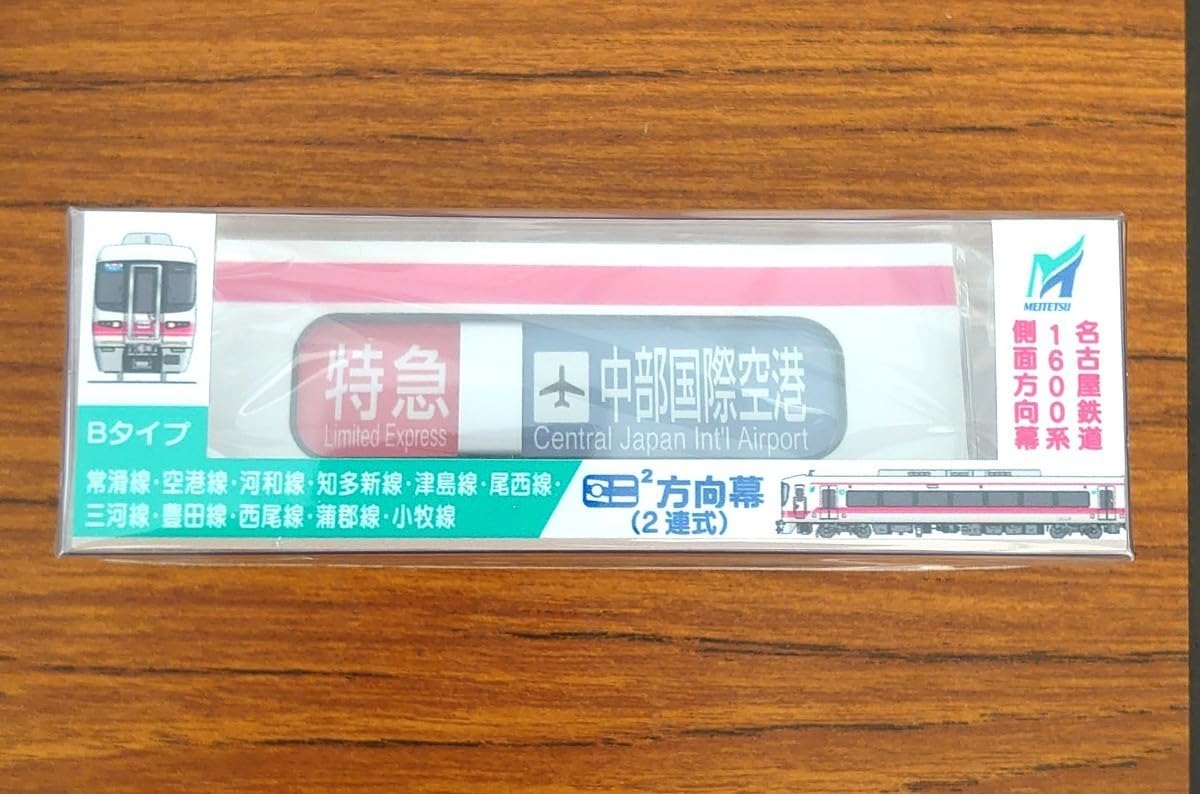 MEITETSU
名古屋鉄道
1600系
側面方向幕
特急
Limited Express
中部国際空港
Central Japan Int'l Airport
Bタイプ
常滑線・空港線・河和線・知多新線・津島線・尾西線・
三河線・豊田線・西尾線・蒲郡線・小牧線
2方向幕
(2連式)